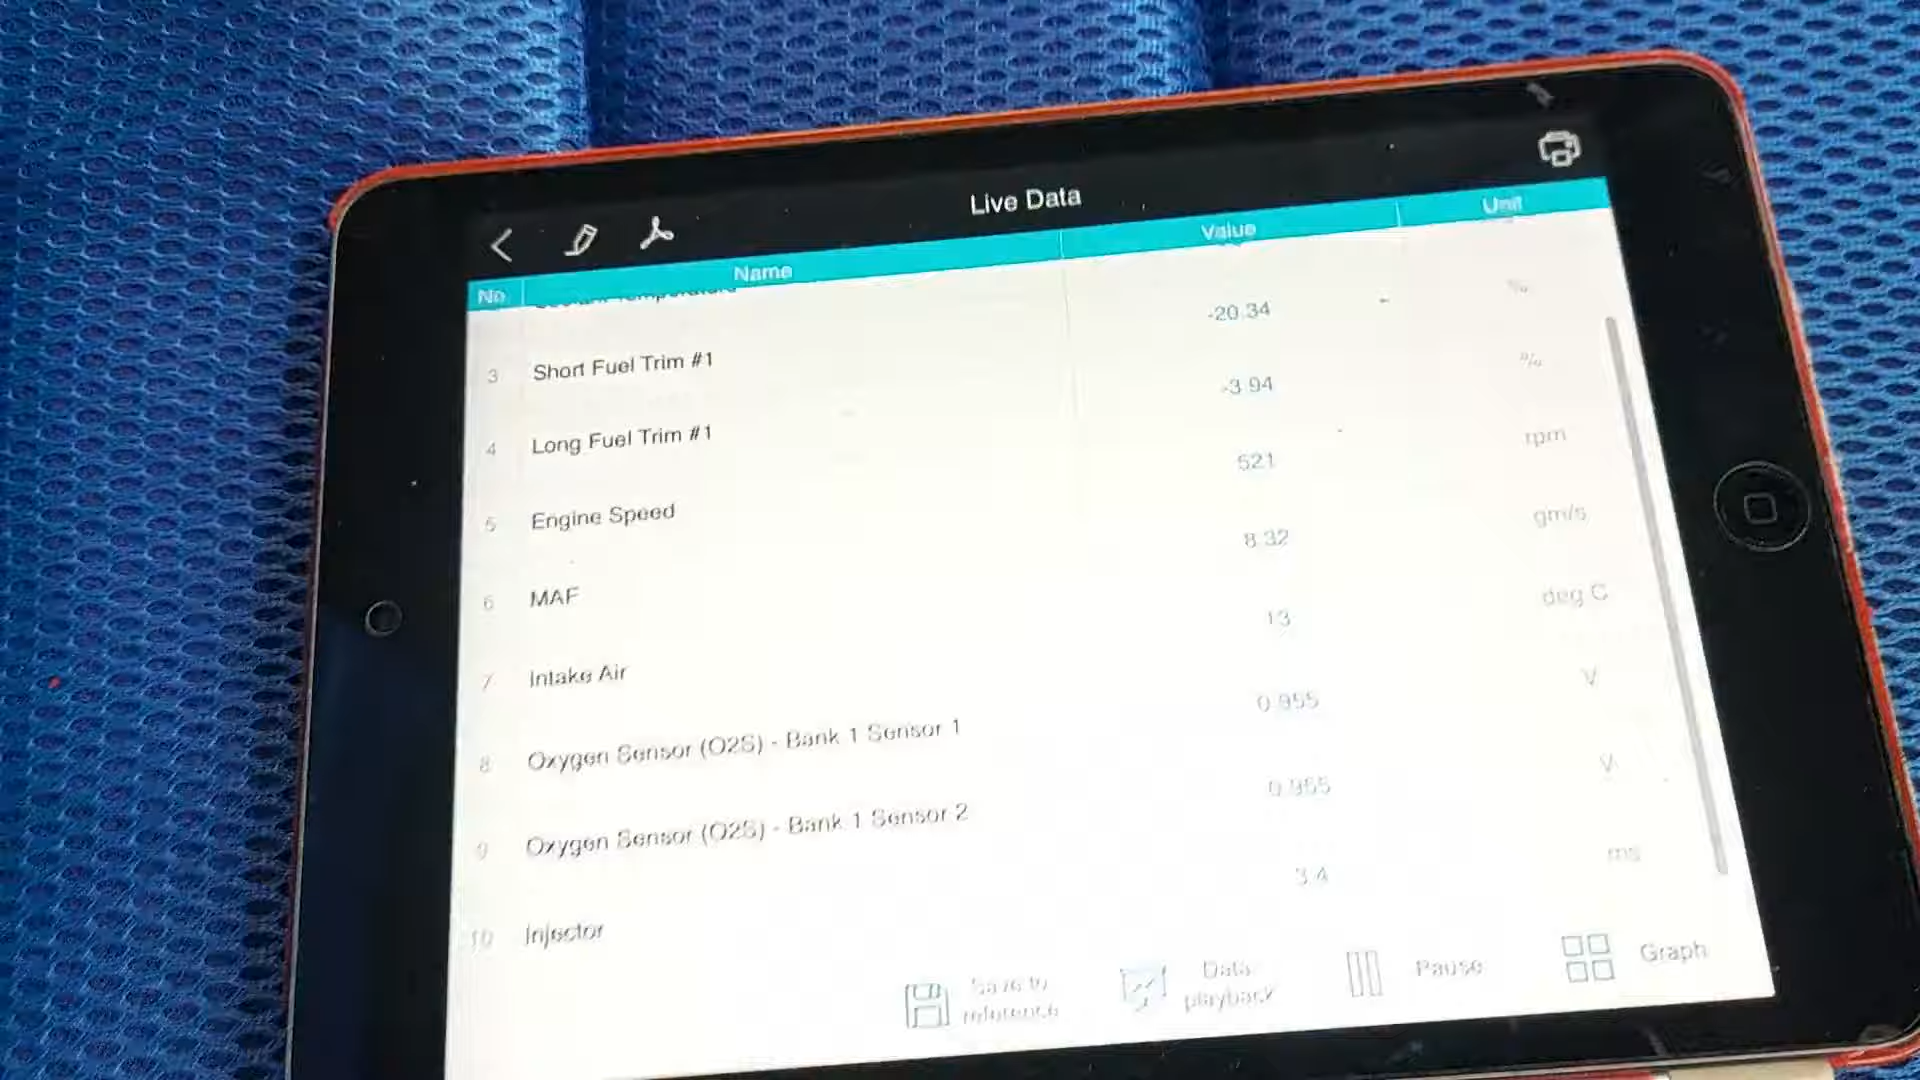 Live Data
No Name Value Unit
3 Short Fuel Trim #1 -20.34 %
4 Long Fuel Trim #1 -3.94 %
5 Engine Speed 521 rpm
6 MAF 8.32 gm/s
7 Intake Air 13 deg C
8 Oxygen Sensor (O2S) - Bank 1 Sensor 1 0.955 V
9 Oxygen Sensor (O2S) - Bank 1 Sensor 2 0.955 V
10 Injector 3.4 ms
Save to
reference
Data
playback
Pause
Graph